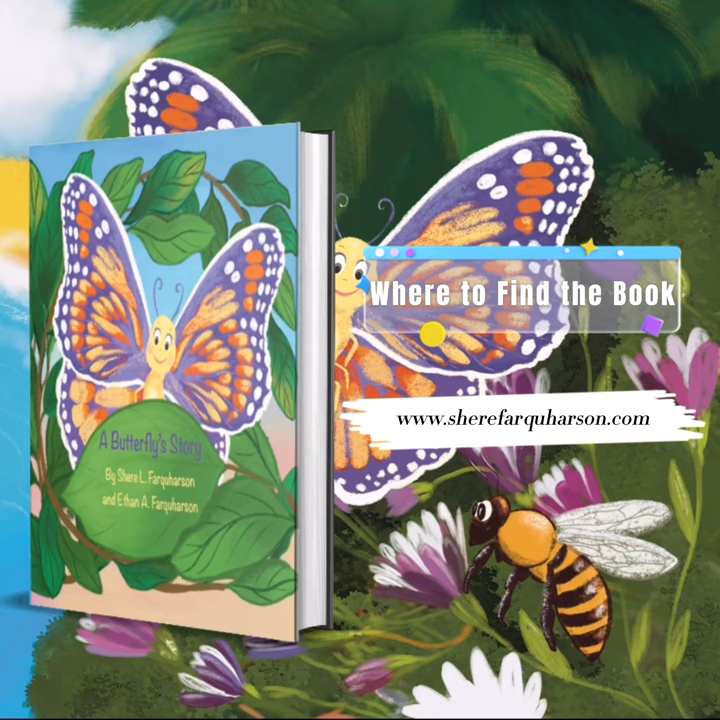 A Butterfly's Story
By Shere L. Farquharson
and Ethan A. Farquharson
Where to Find the Book
www.sherefarquharson.com